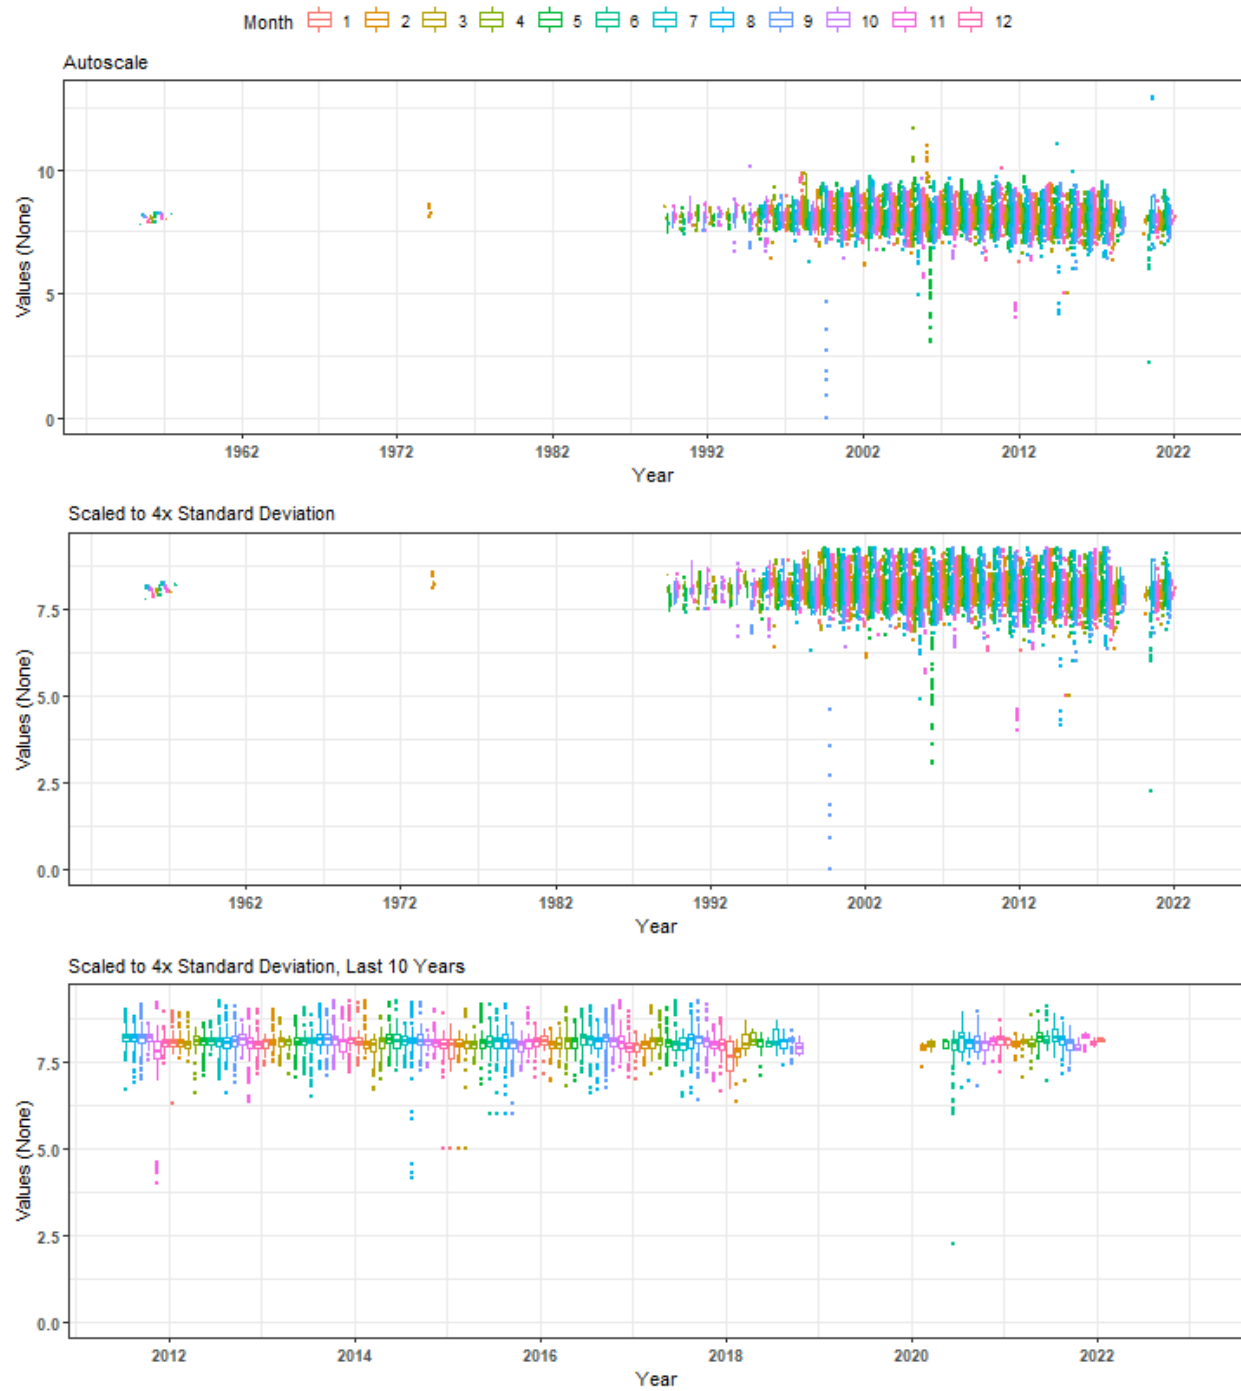 Month 1 2 3 4 5 6 7 8 9 10 11 12
Autoscale
Values (None)
10
5
0
1962 1972 1982 1992 2002 2012 2022
Year
Scaled to 4x Standard Deviation
Values (None)
7.5
5.0
2.5
0.0
1962 1972 1982 1992 2002 2012 2022
Year
Scaled to 4x Standard Deviation, Last 10 Years
Values (None)
7.5
5.0
2.5
0.0
2012 2014 2016 2018 2020 2022
Year